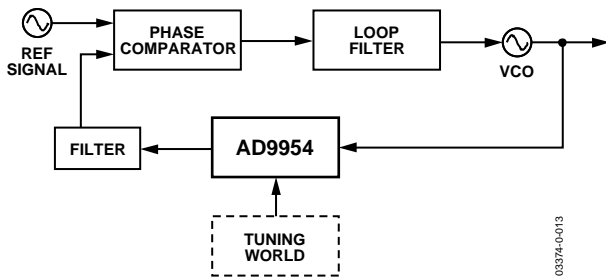 REF
SIGNAL
PHASE
COMPARATOR
LOOP
FILTER
VCO
FILTER
AD9954
TUNING
WORLD
03374-0-013